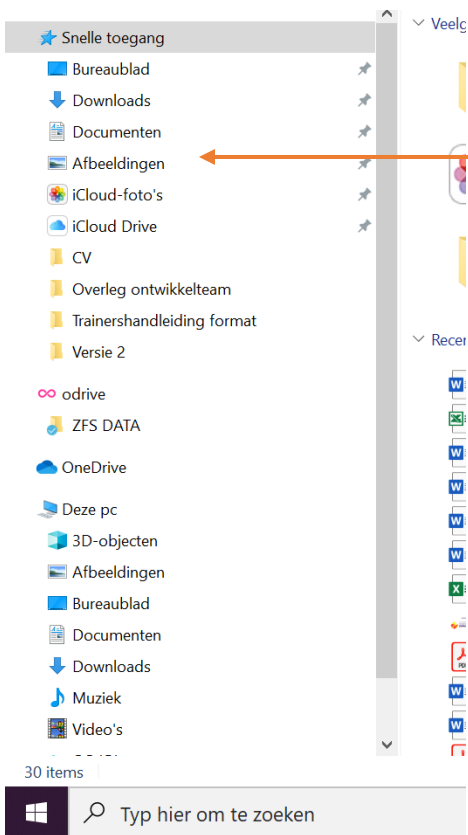 Snelle toegang
Bureaublad
Downloads
Documenten
Afbeeldingen
iCloud-foto's
iCloud Drive
CV
Overleg ontwikkelteam
Trainershandleiding format
Versie 2
odrive
ZFS DATA
OneDrive
Deze pc
3D-objecten
Afbeeldingen
Bureaublad
Documenten
Downloads
Muziek
Video's
30 items
Typ hier om te zoeken
Veelg
Recer